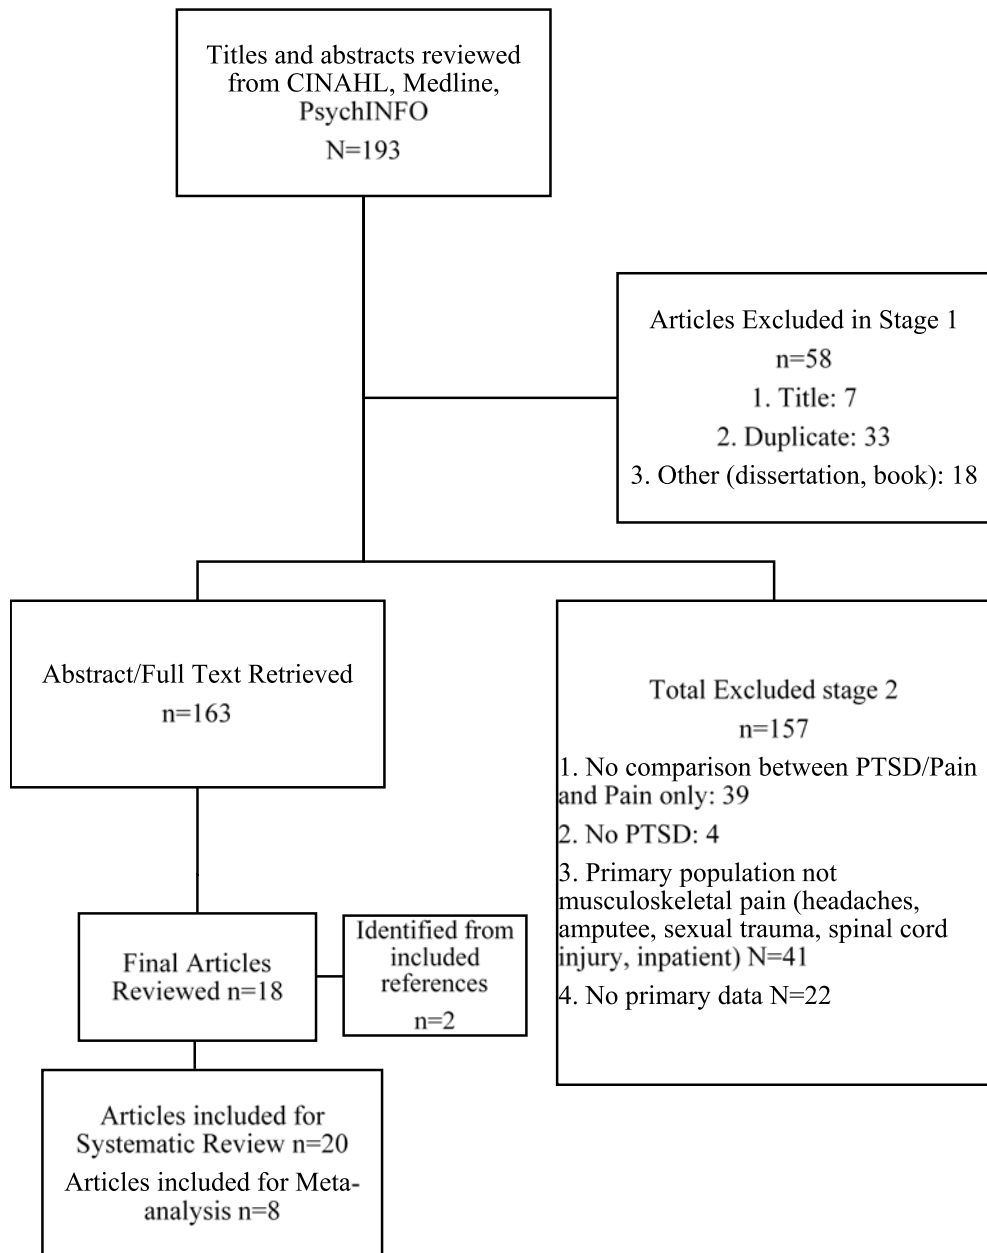 Titles and abstracts reviewed
from CINAHL, Medline,
PsychINFO
N=193
Articles Excluded in Stage 1
n=58
1. Title: 7
2. Duplicate: 33
3. Other (dissertation, book): 18
Abstract/Full Text Retrieved
n=163
Total Excluded stage 2
n=157
1. No comparison between PTSD/Pain
and Pain only: 39
2. No PTSD: 4
3. Primary population not
musculoskeletal pain (headaches,
amputee, sexual trauma, spinal cord
injury, inpatient) N=41
4. No primary data N=22
Final Articles
Reviewed n=18
Identified from
included
references
n=2
Articles included for
Systematic Review n=20
Articles included for Meta-
analysis n=8